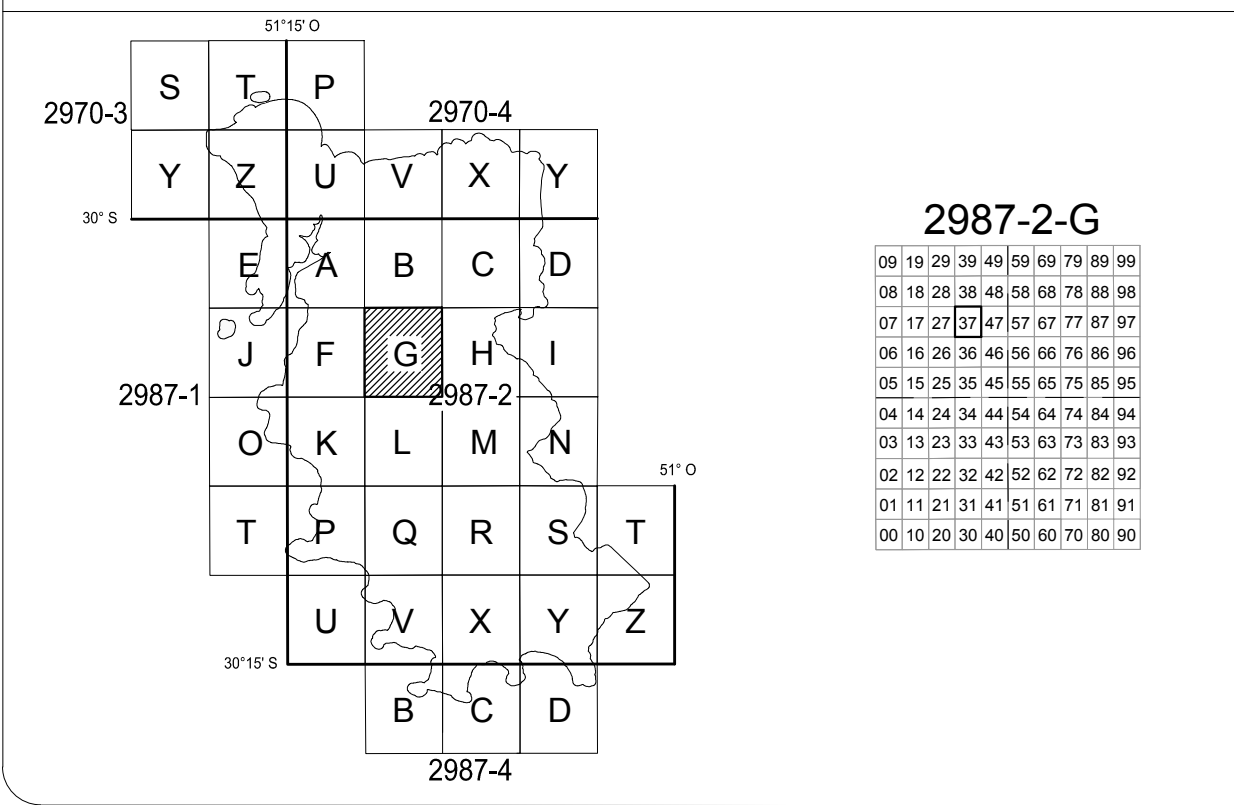 51°15' O
S T P
2970-3
2970-4
Y Z U V X Y
30° S
E A B C D
J F G H I
2987-1
2987-2
O K L M N
51° O
T P Q R S T
U V X Y Z
30°15' S
B C D
2987-4
2987-2-G
09 19 29 39 49 59 69 79 89 99
08 18 28 38 48 58 68 78 88 98
07 17 27 37 47 57 67 77 87 97
06 16 26 36 46 56 66 76 86 96
05 15 25 35 45 55 65 75 85 95
04 14 24 34 44 54 64 74 84 94
03 13 23 33 43 53 63 73 83 93
02 12 22 32 42 52 62 72 82 92
01 11 21 31 41 51 61 71 81 91
00 10 20 30 40 50 60 70 80 90